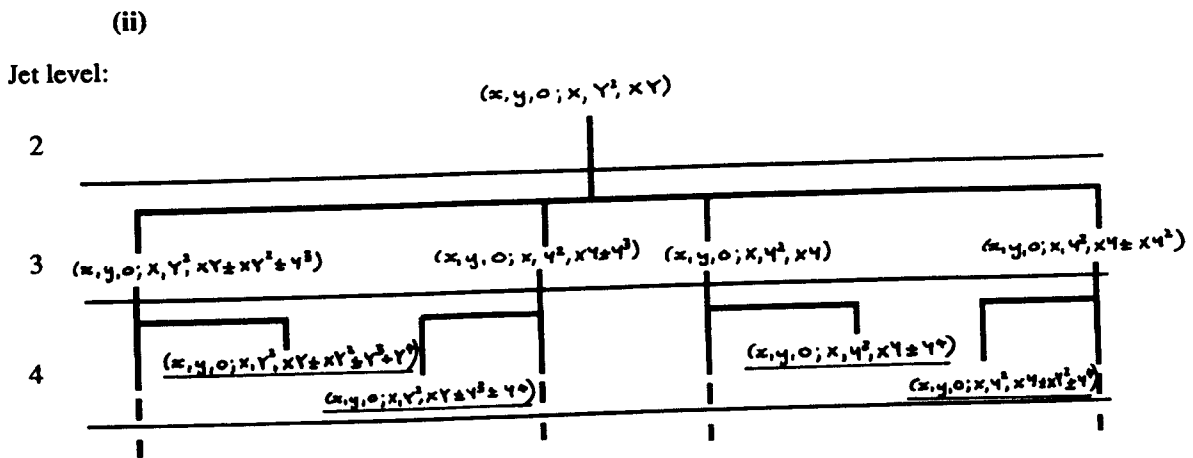 (ii)
Jet level:
(x, y, 0; X, Y², XY)
2
3
(x, y, 0; X, Y², XY ± XY² ± Y³)
(x, y, 0; X, Y², XY ± Y³)
(x, y, 0; X, Y², XY)
(x, y, 0; X, Y², XY ± XY²)
4
(x, y, 0; X, Y², XY ± XY² ± Y³ + Y⁴)
(x, y, 0; X, Y², XY ± Y³ ± Y⁴)
(x, y, 0; X, Y³, XY ± Y⁴)
(x, y, 0; X, Y², XY ± XY² ± Y⁴)